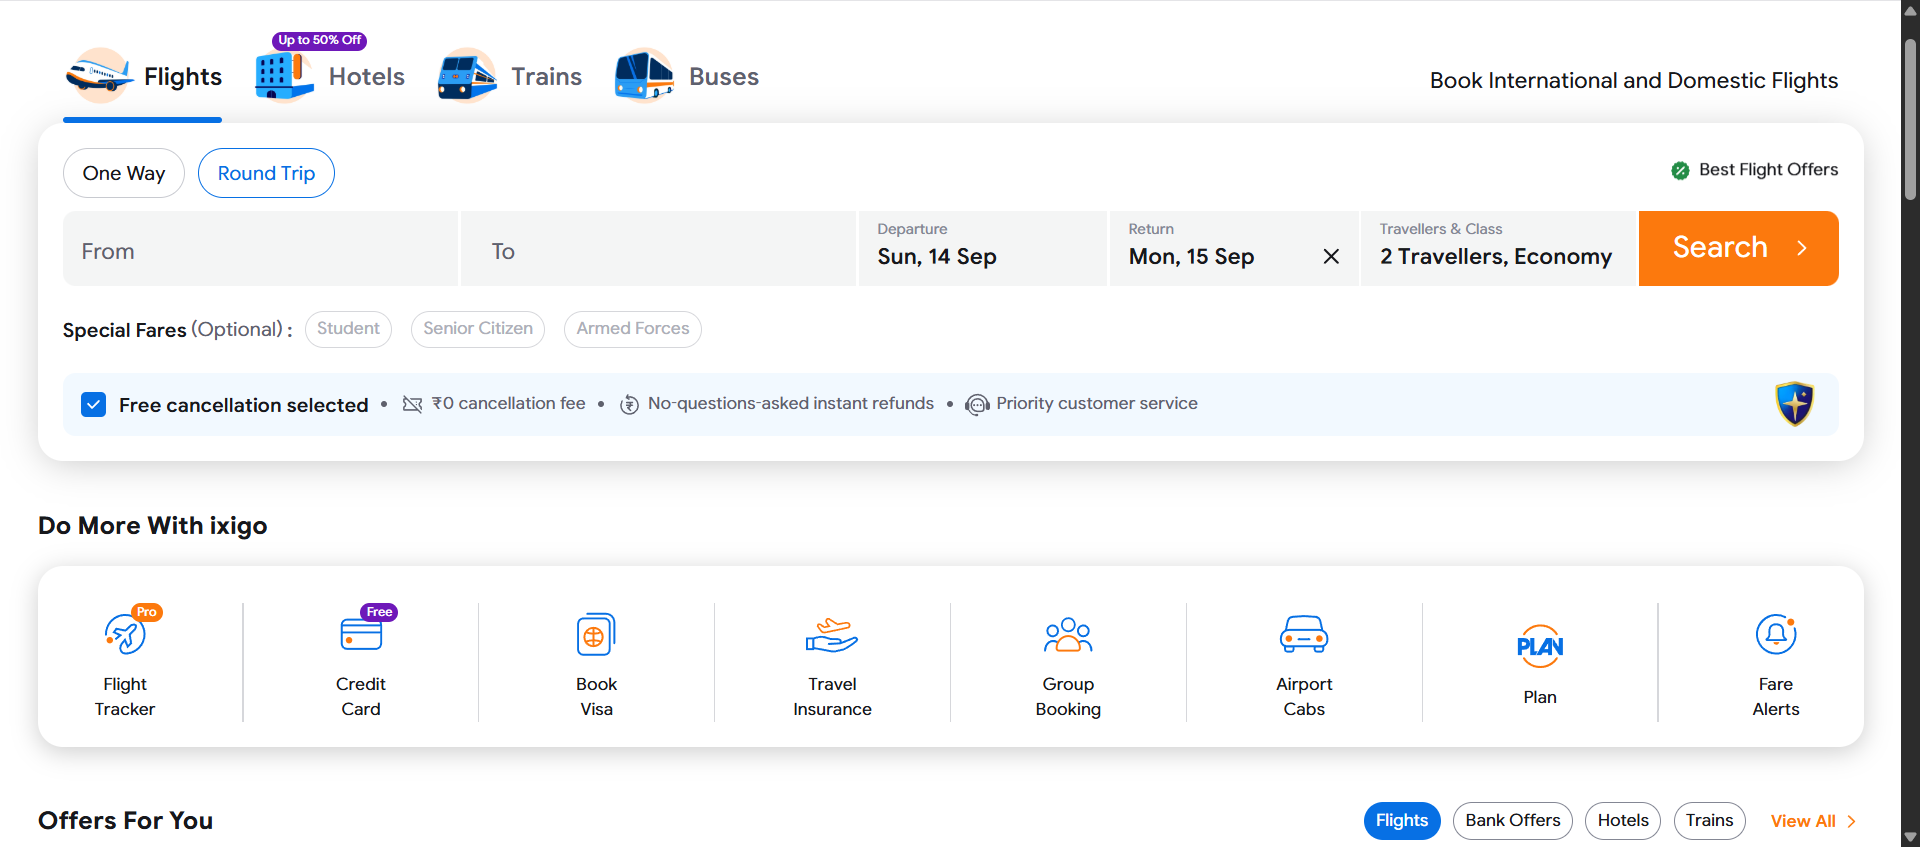 Up to 50% Off
Flights
Hotels
Trains
Buses
Book International and Domestic Flights
One Way
Round Trip
Best Flight Offers
From
To
Departure
Sun, 14 Sep
Return
Mon, 15 Sep
Travellers & Class
2 Travellers, Economy
Search
Special Fares (Optional) :
Student
Senior Citizen
Armed Forces
Free cancellation selected • ₹0 cancellation fee • No-questions-asked instant refunds • Priority customer service
Do More With ixigo
Pro
Flight
Tracker
Free
Credit
Card
Book
Visa
Travel
Insurance
Group
Booking
Airport
Cabs
PLAN
Plan
Fare
Alerts
Offers For You
Flights
Bank Offers
Hotels
Trains
View All